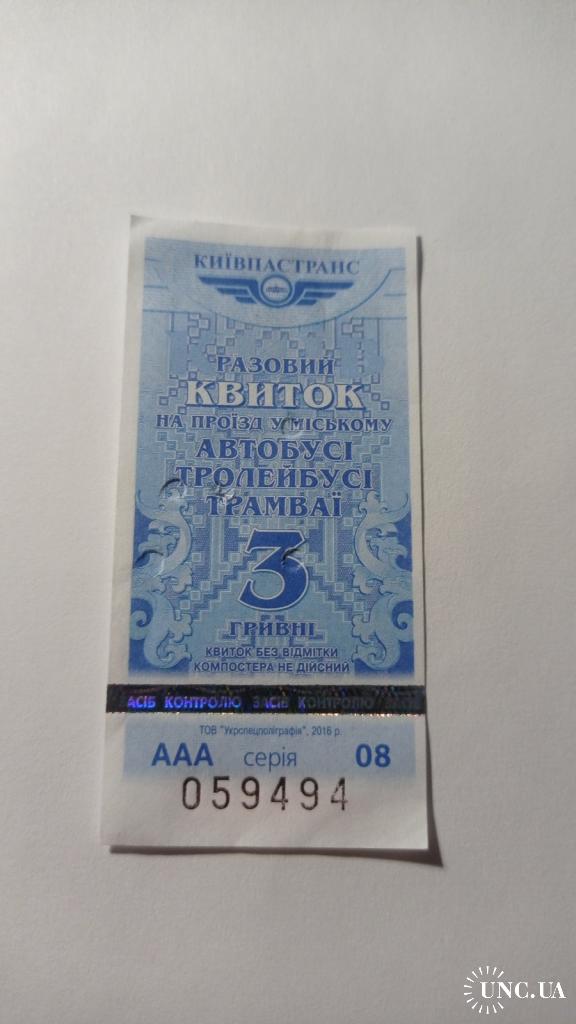 КИЇВПАСТРАНС
РАЗОВИЙ
КВИТОК
НА ПРОЇЗД У МІСЬКОМУ
АВТОБУСІ
ТРОЛЕЙБУСІ
ТРАМВАЇ
3
ГРИВНІ
КВИТОК БЕЗ ВІДМІТКИ
КОМПОСТЕРА НЕ ДІЙСНИЙ
АСІБ КОНТРОЛЮ ЗАСІБ КОНТРОЛЮ
ТОВ "Укрспецполіграфія", 2016 р.
ААА серія 08
059494
UNC.UA